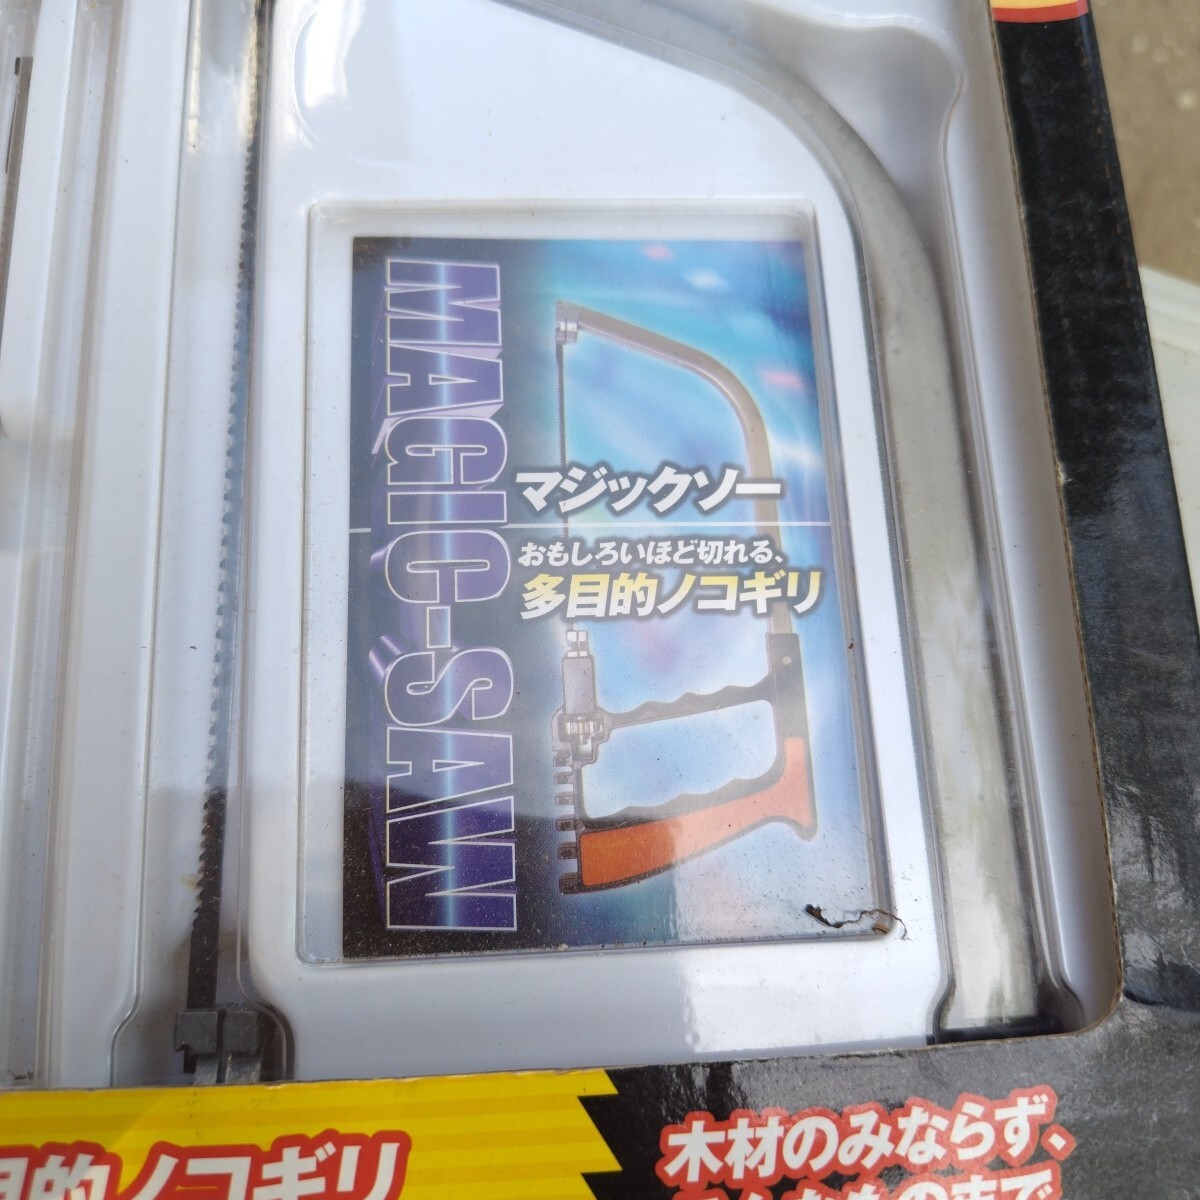 MAGIC-SAW
マジックソー
おもしろいほど切れる、
多目的ノコギリ
目的ノコギリ
木材のみならず、